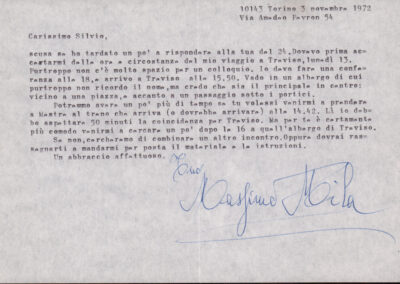 10143 Torino 3 novembre 1972
Via Amedeo Peyron 54
Carissimo Silvio,
scusa se ho tardato un po' a rispondere alla tua del 24. Dovevo prima ac-
certarmi delle ore e circostanze del mio viaggio a Treviso, lunedì 13.
Purtroppo non c'è molto spazio per un colloquio. Io devo fare una confe-
renza alle 18, e arrivo a Treviso alle 15.50. Vado in un albergo di cui
purtroppo non ricordo il nome, ma credo che sia il principale in centro:
vicino a una piazza, e accanto a un passaggio sotto i portici.
Potremmo avere un po' più di tempo se tu volessi venirmi a prendere
a Mestre al treno che arriva (o dovrebbe arrivare) alle 14.42. Lì io deb-
bo aspettare 50 minuti la coincidenza per Treviso. Ma per te è certamente
più comodo venirmi a cercare un po' dopo le 16 a quell'albergo di Treviso.
Se non, cercheremo di combinare un altro incontro. Oppure dovrai ras-
segnarti a mandarmi per posta il materiale e le istruzioni.
Un abbraccio affettuoso.
Tuo
Massimo Mila